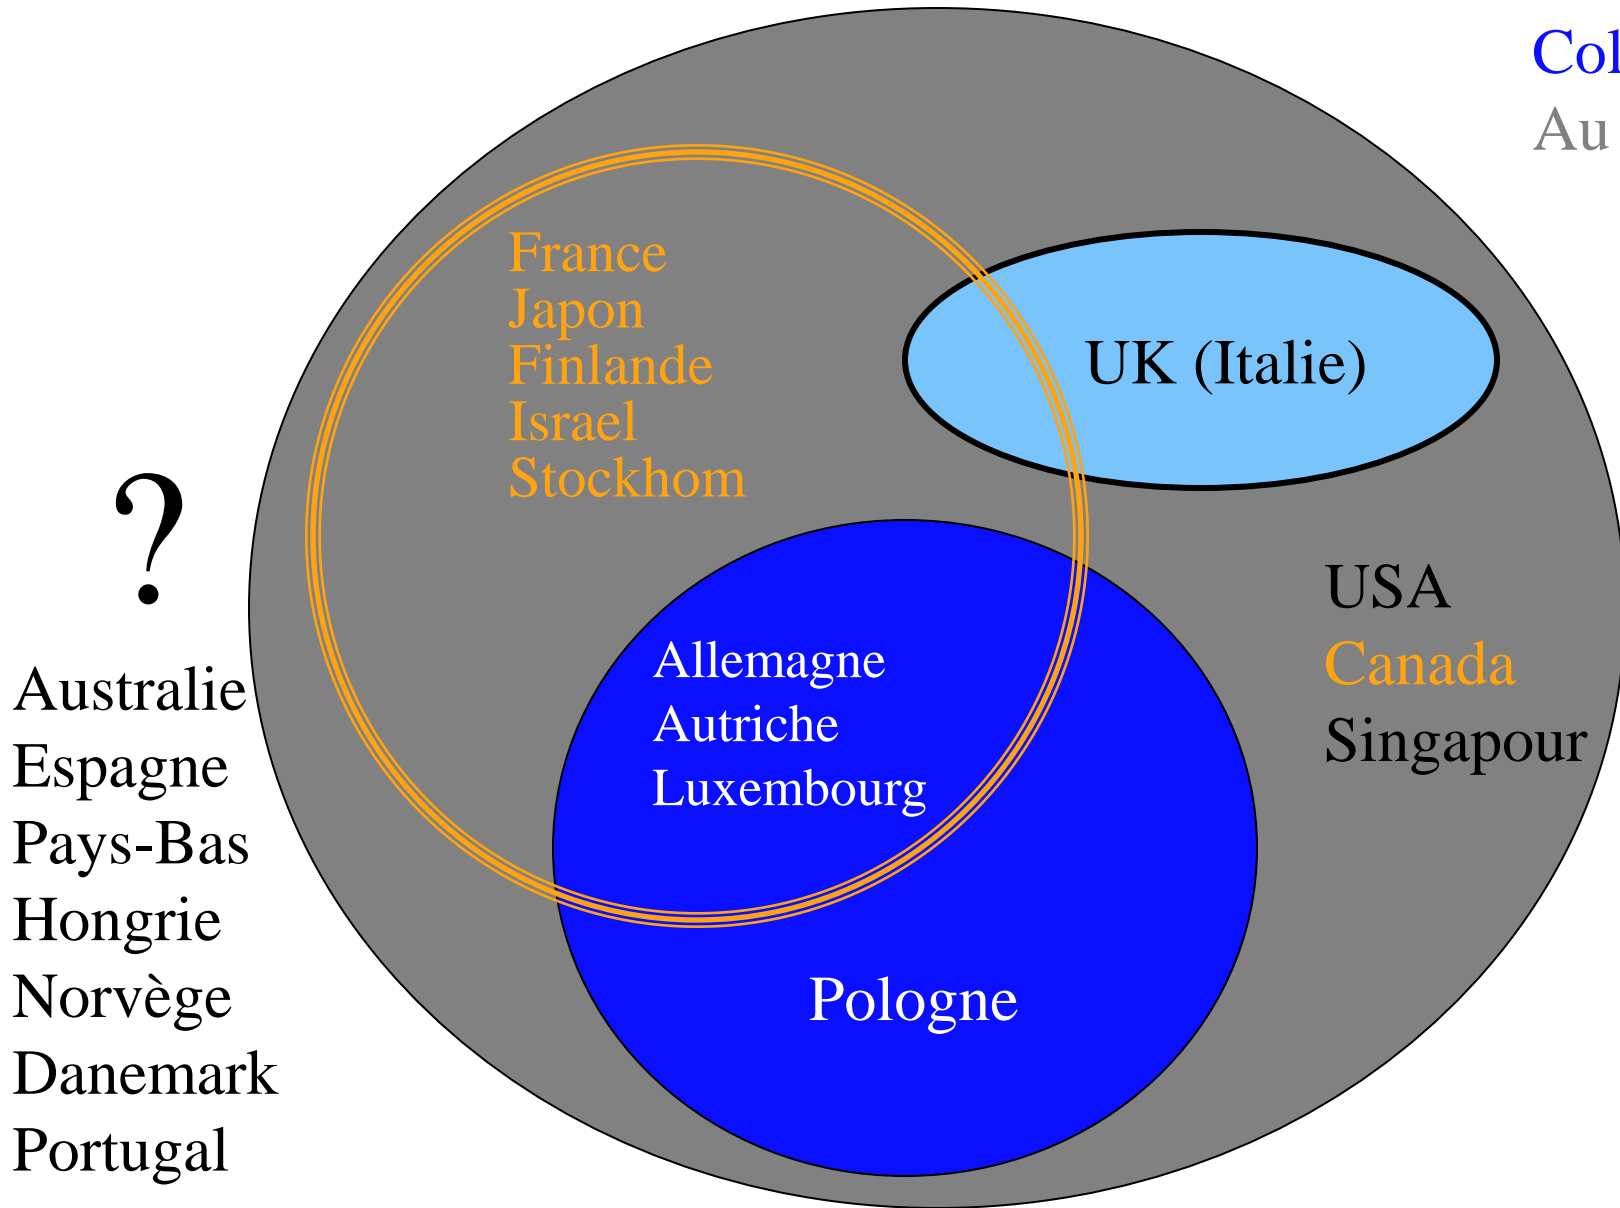 Col
Au
France
Japon
Finlande
Israel
Stockhom
UK (Italie)
?
USA
Canada
Singapour
Allemagne
Autriche
Luxembourg
Pologne
Australie
Espagne
Pays-Bas
Hongrie
Norvège
Danemark
Portugal